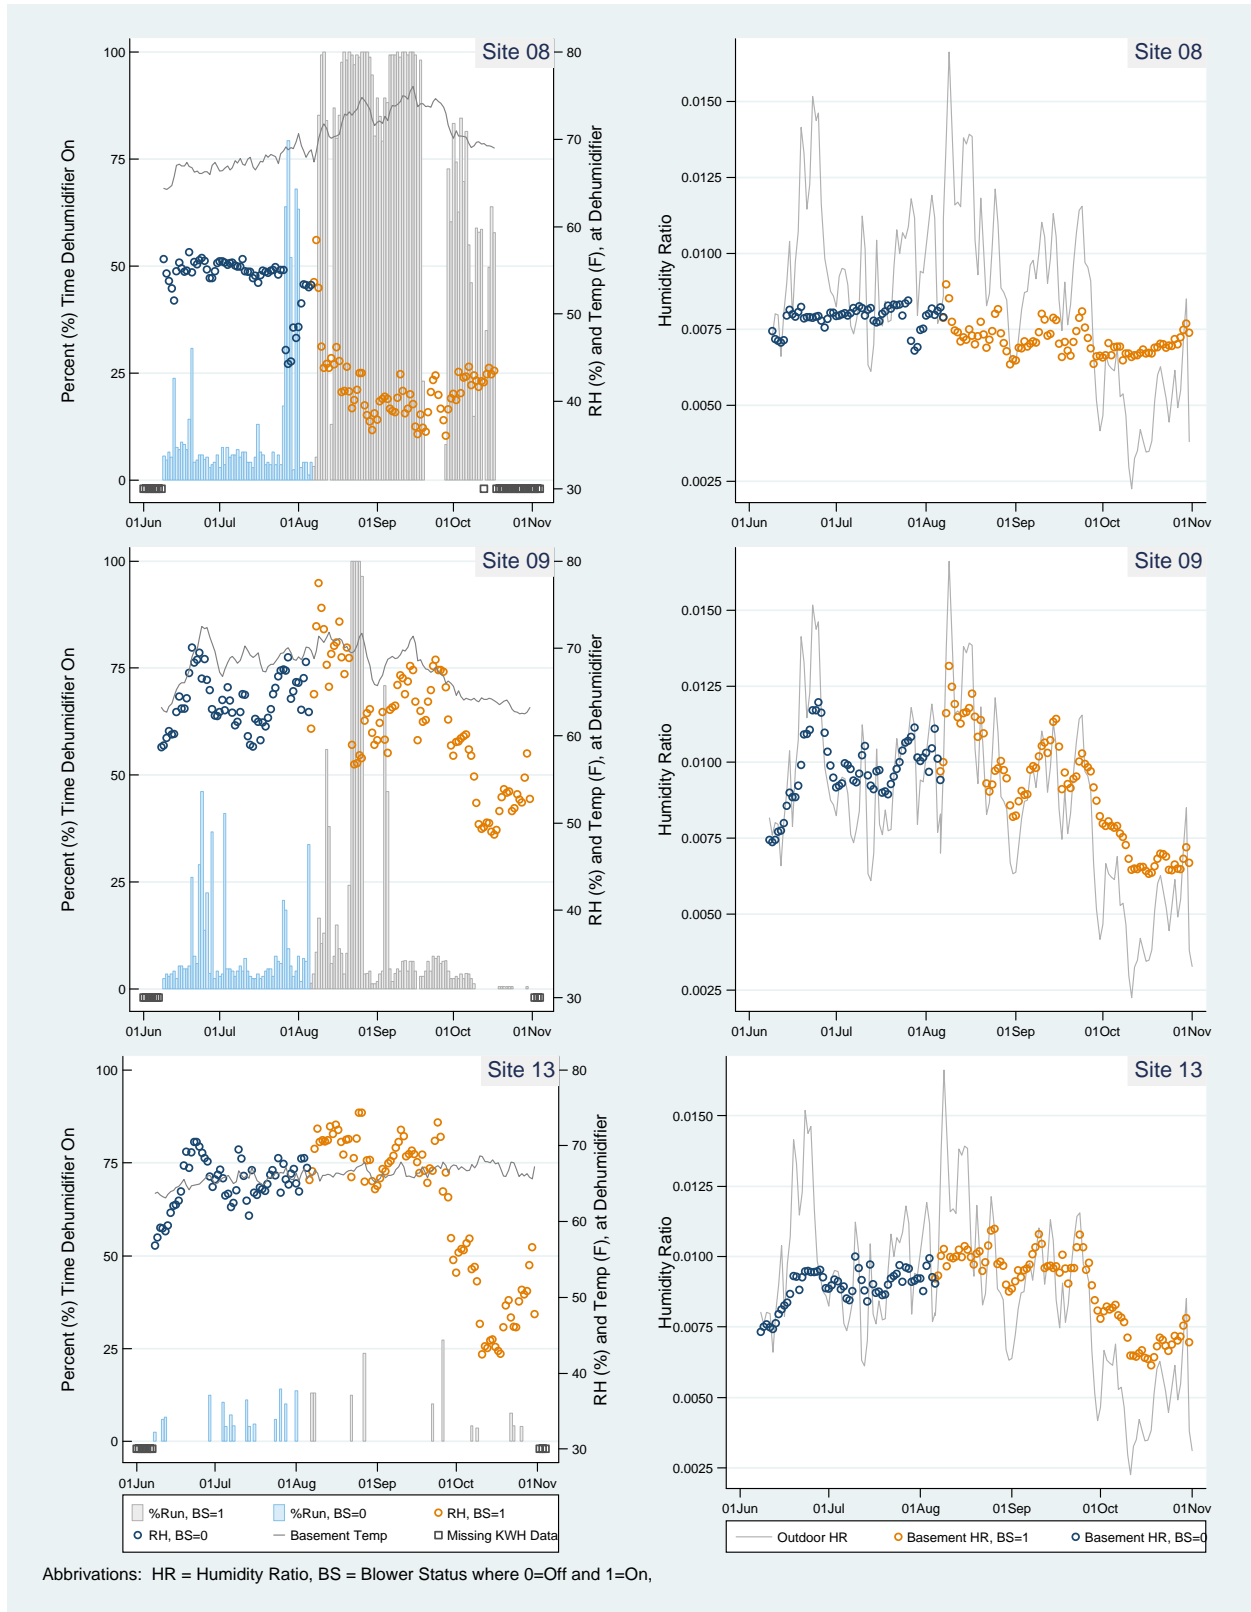 Site 08
Percent (%) Time Dehumidifier On
100
75
50
25
0
80
70
60
50
40
30
RH (%) and Temp (F), at Dehumidifier
01Jun 01Jul 01Aug 01Sep 01Oct 01Nov
Site 08
Humidity Ratio
0.0150
0.0125
0.0100
0.0075
0.0050
0.0025
01Jun 01Jul 01Aug 01Sep 01Oct 01Nov
Site 09
Percent (%) Time Dehumidifier On
100
75
50
25
0
80
70
60
50
40
30
RH (%) and Temp (F), at Dehumidifier
01Jun 01Jul 01Aug 01Sep 01Oct 01Nov
Site 09
Humidity Ratio
0.0150
0.0125
0.0100
0.0075
0.0050
0.0025
01Jun 01Jul 01Aug 01Sep 01Oct 01Nov
Site 13
Percent (%) Time Dehumidifier On
100
75
50
25
0
80
70
60
50
40
30
RH (%) and Temp (F), at Dehumidifier
01Jun 01Jul 01Aug 01Sep 01Oct 01Nov
%Run, BS=1 %Run, BS=0 RH, BS=1
RH, BS=0 Basement Temp Missing KWH Data
Site 13
Humidity Ratio
0.0150
0.0125
0.0100
0.0075
0.0050
0.0025
01Jun 01Jul 01Aug 01Sep 01Oct 01Nov
Outdoor HR Basement HR, BS=1 Basement HR, BS=0
Abbrivations: HR = Humidity Ratio, BS = Blower Status where 0=Off and 1=On,